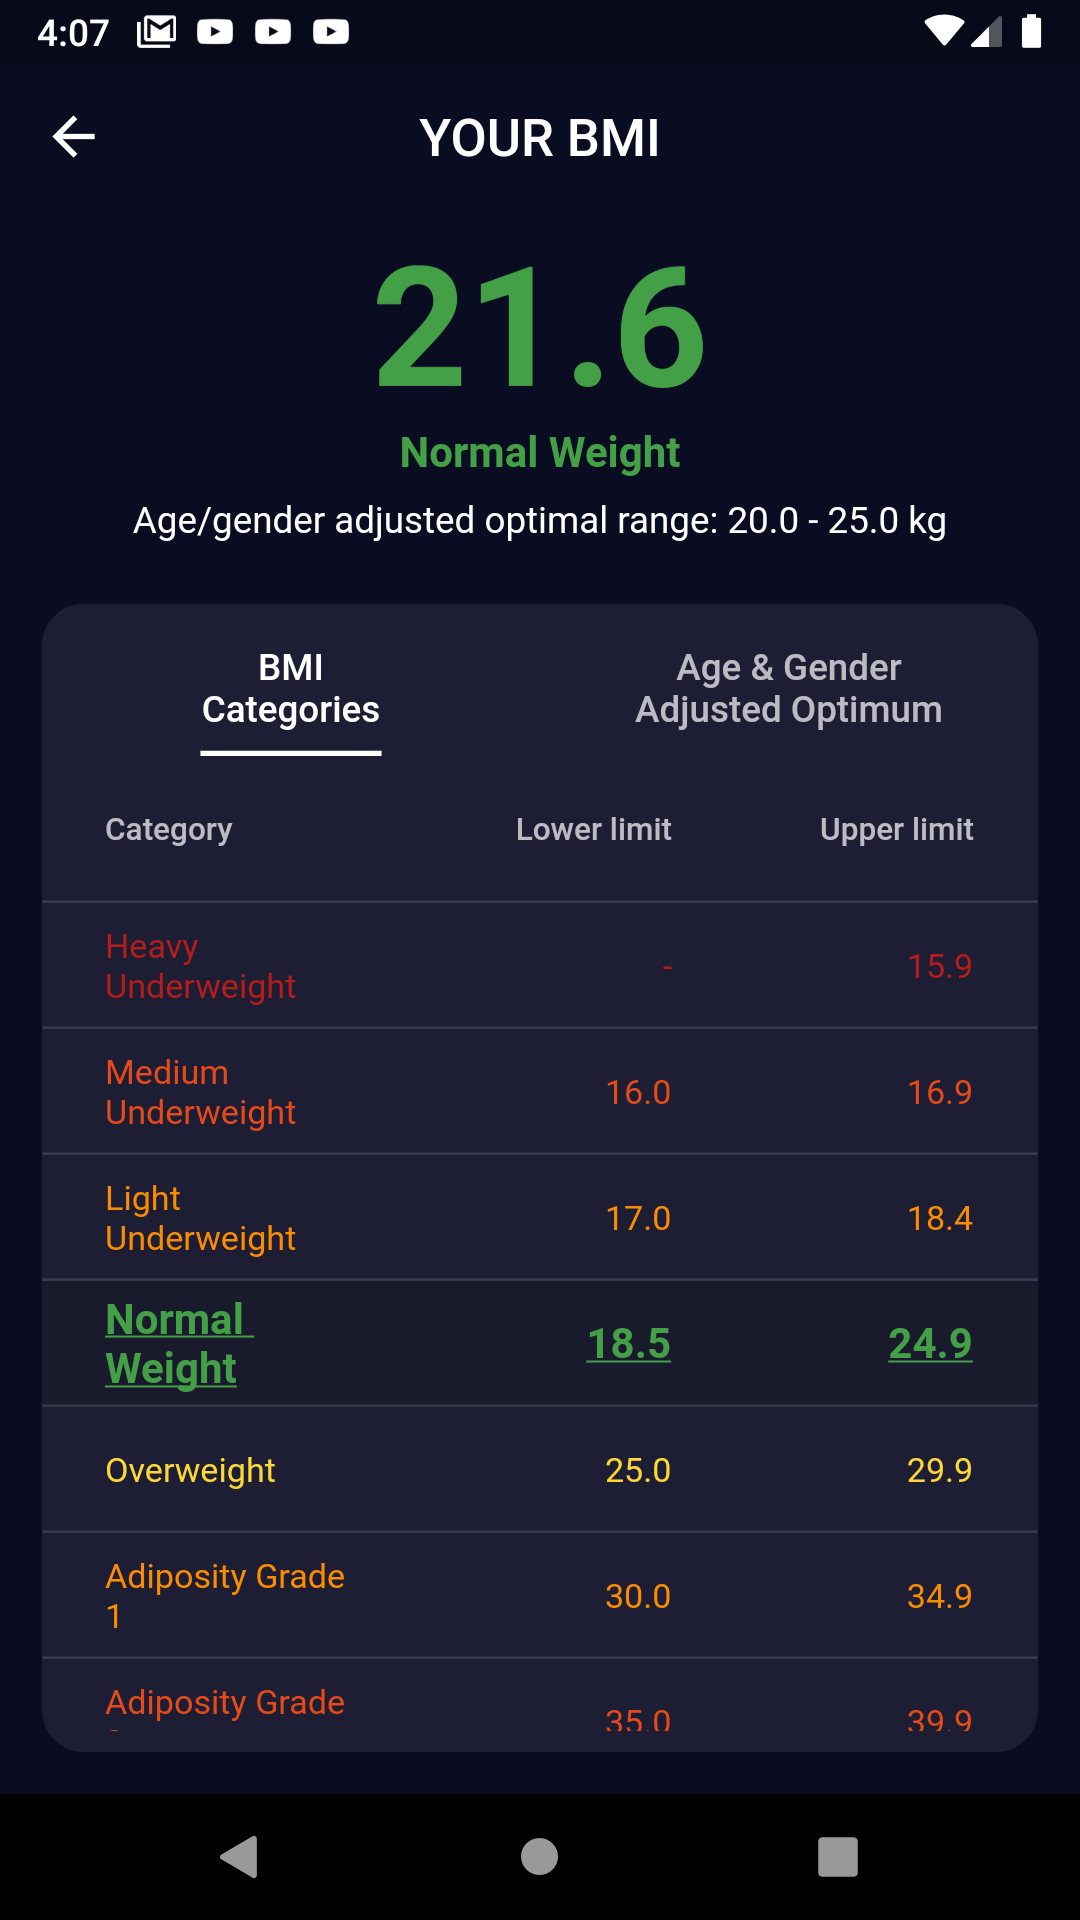 4:07
YOUR BMI
21.6
Normal Weight
Age/gender adjusted optimal range: 20.0 - 25.0 kg
BMI
Categories
Age & Gender
Adjusted Optimum
Category Lower limit Upper limit
Heavy
Underweight
- 15.9
Medium
Underweight
16.0 16.9
Light
Underweight
17.0 18.4
Normal
Weight
18.5 24.9
Overweight 25.0 29.9
Adiposity Grade
1
30.0 34.9
Adiposity Grade
35.0 39.9